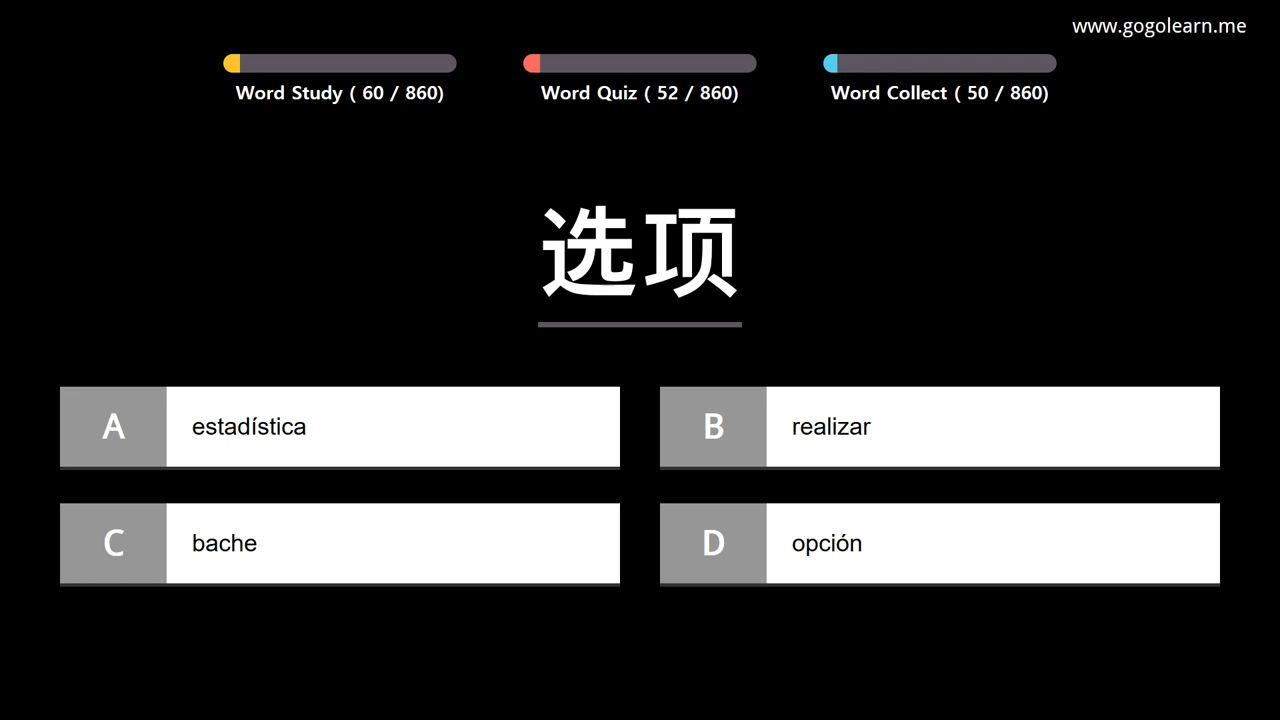 www.gogolearn.me
Word Study ( 60 / 860)
Word Quiz ( 52 / 860)
Word Collect ( 50 / 860)
选项
A
estadística
B
realizar
C
bache
D
opción